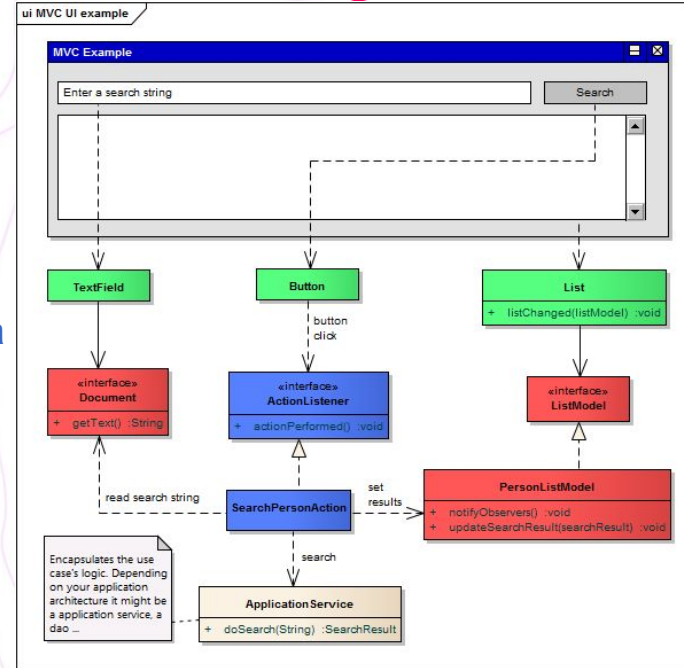 ui MVC UI example
MVC Example
Enter a search string
Search
TextField
Button
List
+ listChanged(listModel) :void
button
click
«interface»
Document
+ getText() :String
«interface»
ActionListener
+ actionPerformed() :void
«interface»
ListModel
read search string
SearchPersonAction
set
results
PersonListModel
+ notifyObservers() :void
+ updateSearchResult(searchResult) :void
search
Encapsulates the use
case's logic. Depending
on your application
architecture it might be
a application service, a
dao ...
ApplicationService
+ doSearch(String) :SearchResult